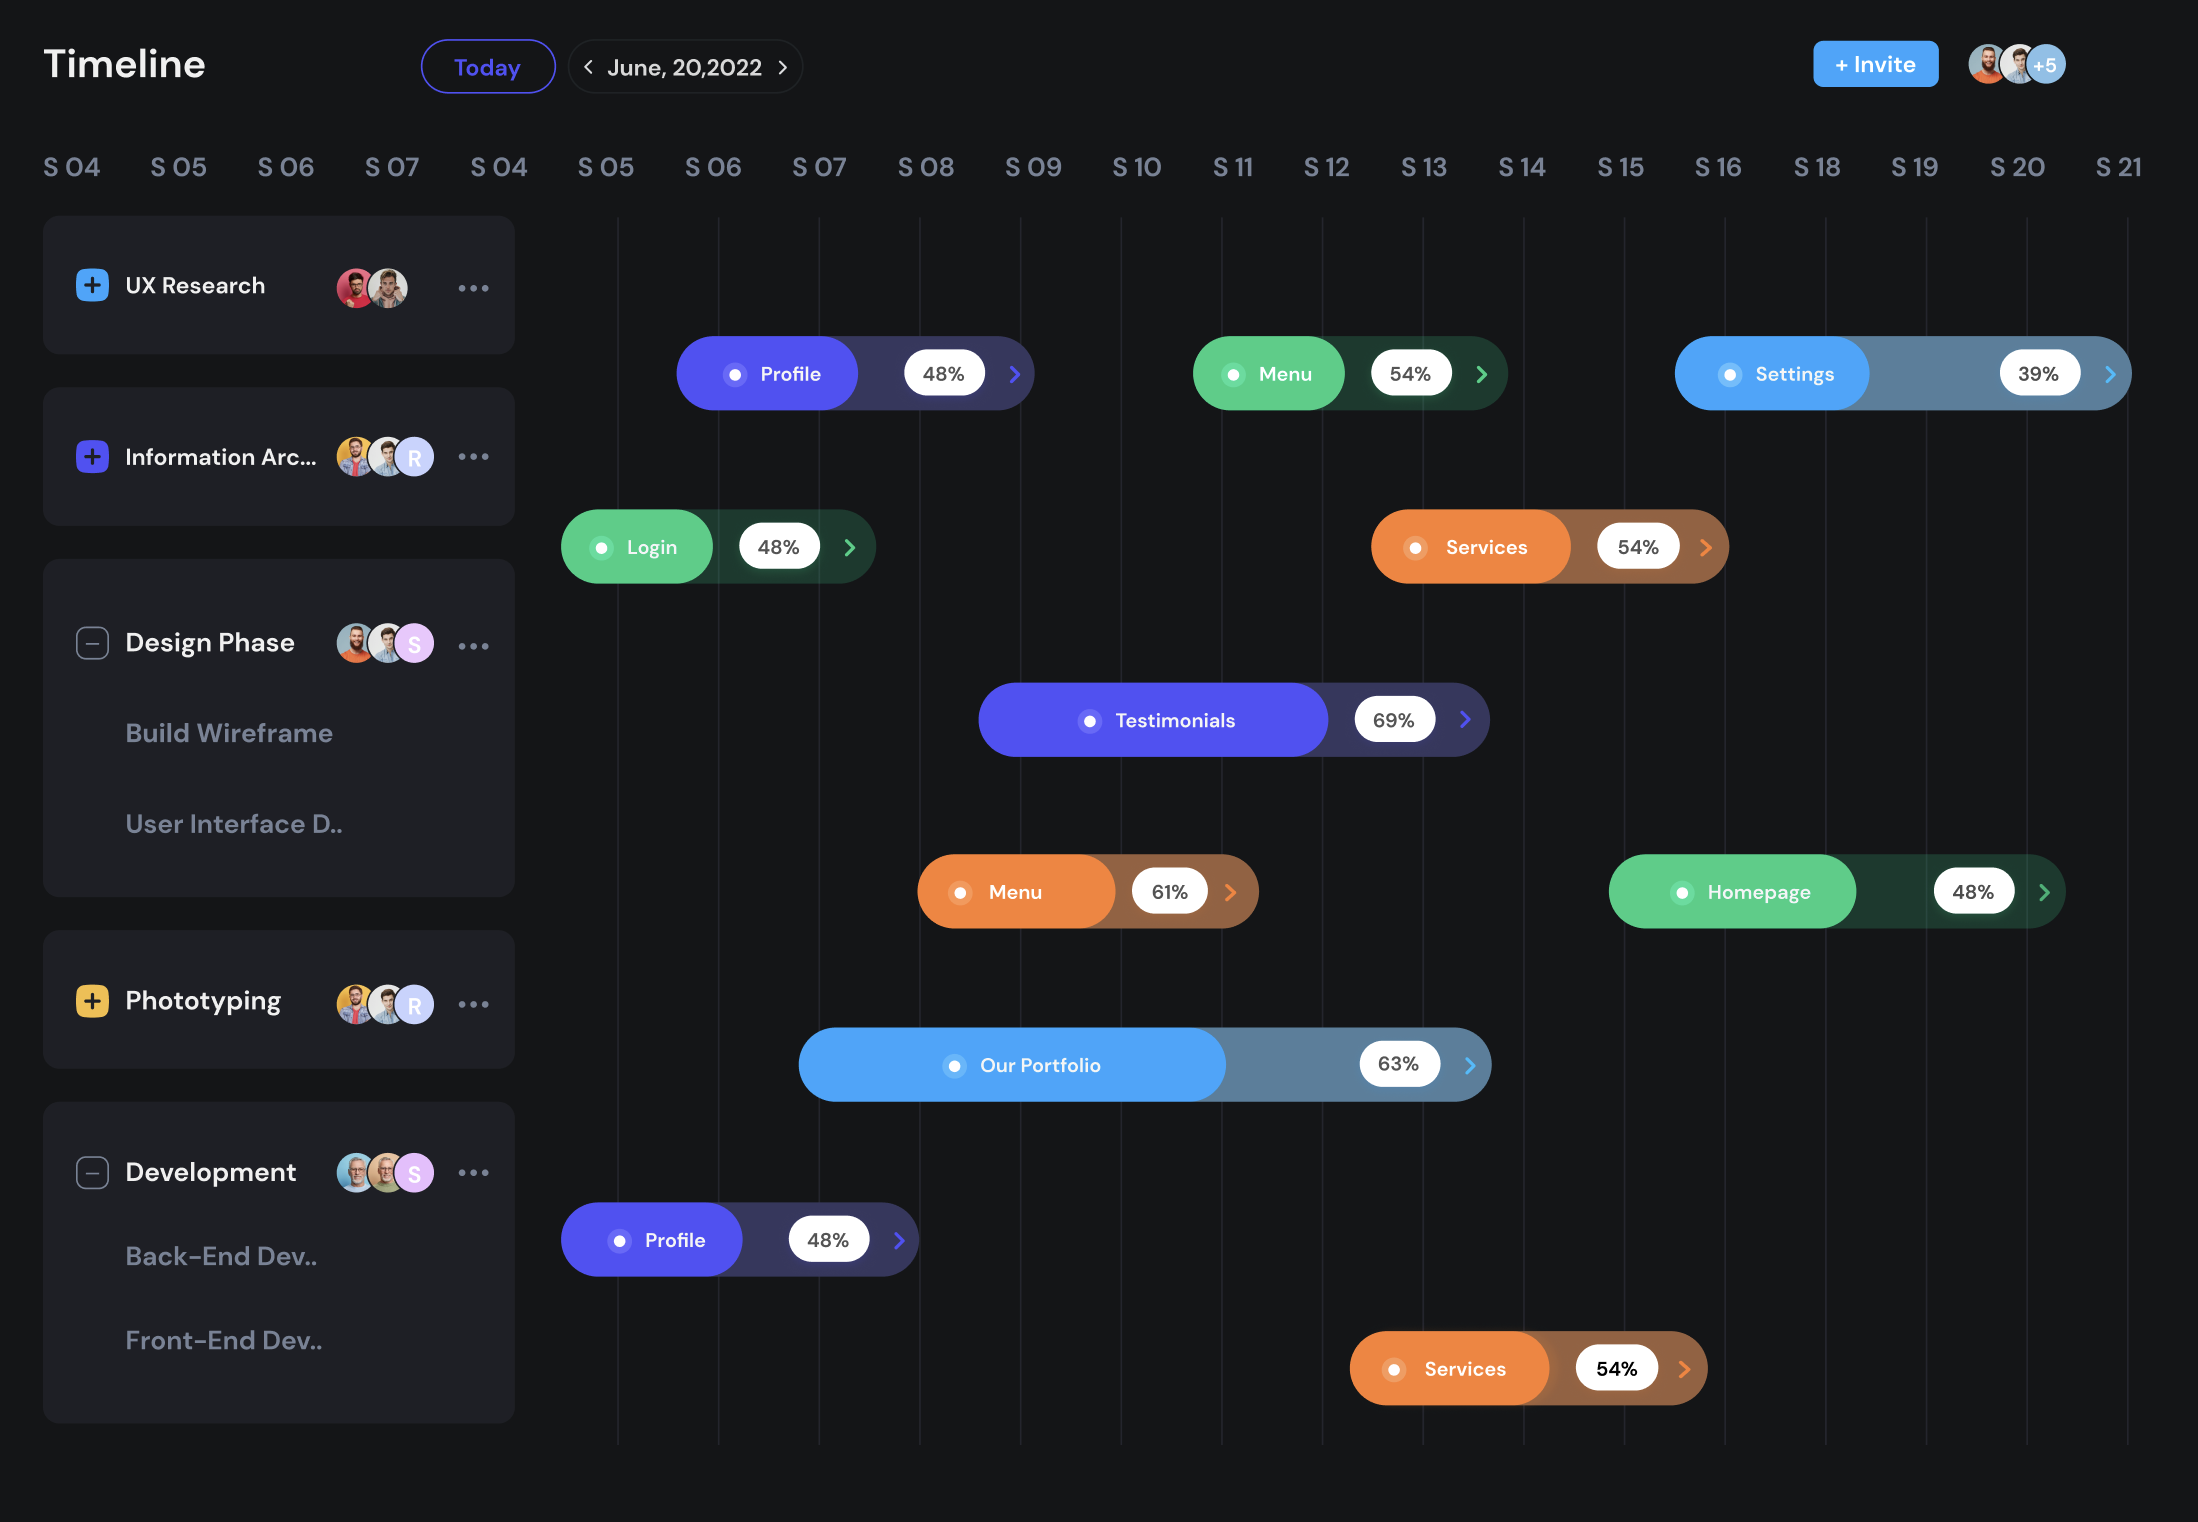 Timeline
Today
June, 20,2022
+ Invite
+5
S 04 S 05 S 06 S 07 S 04 S 05 S 06 S 07 S 08 S 09 S 10 S 11 S 12 S 13 S 14 S 15 S 16 S 18 S 19 S 20 S 21
UX Research
Profile 48%
Menu 54%
Settings 39%
Information Arc...
R
Login 48%
Services 54%
Design Phase
S
Build Wireframe
User Interface D..
Testimonials 69%
Menu 61%
Homepage 48%
Phototyping
R
Our Portfolio 63%
Development
S
Back-End Dev..
Front-End Dev..
Profile 48%
Services 54%